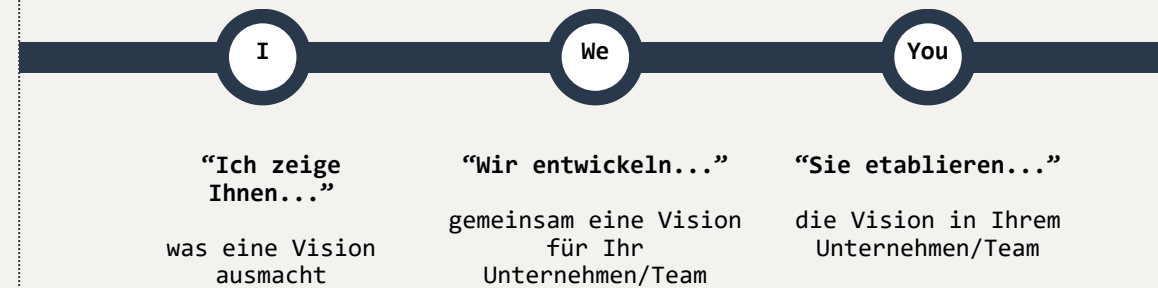 I
We
You
“Ich zeige
Ihnen...”
was eine Vision
ausmacht
“Wir entwickeln...”
gemeinsam eine Vision
für Ihr
Unternehmen/Team
“Sie etablieren...”
die Vision in Ihrem
Unternehmen/Team